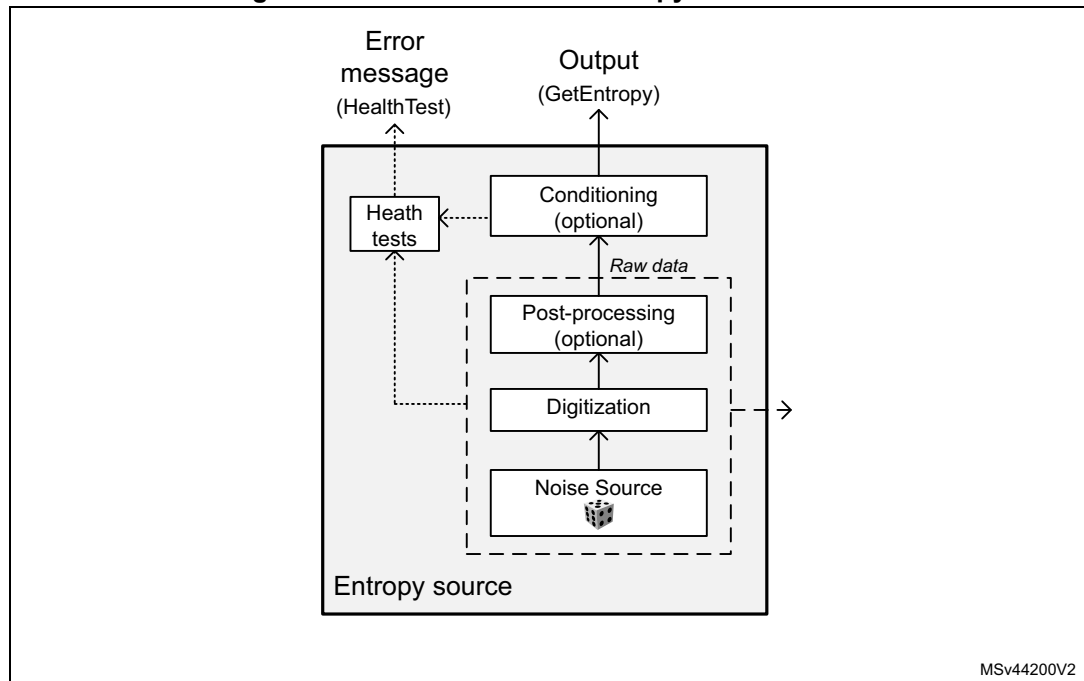 Error
message
(HealthTest)
Output
(GetEntropy)
Conditioning
(optional)
Heath
tests
Raw data
Post-processing
(optional)
Digitization
Noise Source
Entropy source
MSv44200V2